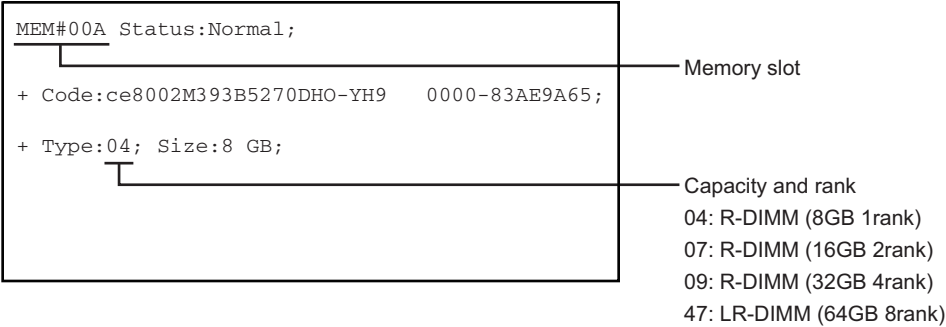 MEM#00A Status:Normal;
Memory slot
+ Code:ce8002M393B5270DHO-YH9   0000-83AE9A65;
+ Type:04; Size:8 GB;
Capacity and rank
04: R-DIMM (8GB 1rank)
07: R-DIMM (16GB 2rank)
09: R-DIMM (32GB 4rank)
47: LR-DIMM (64GB 8rank)